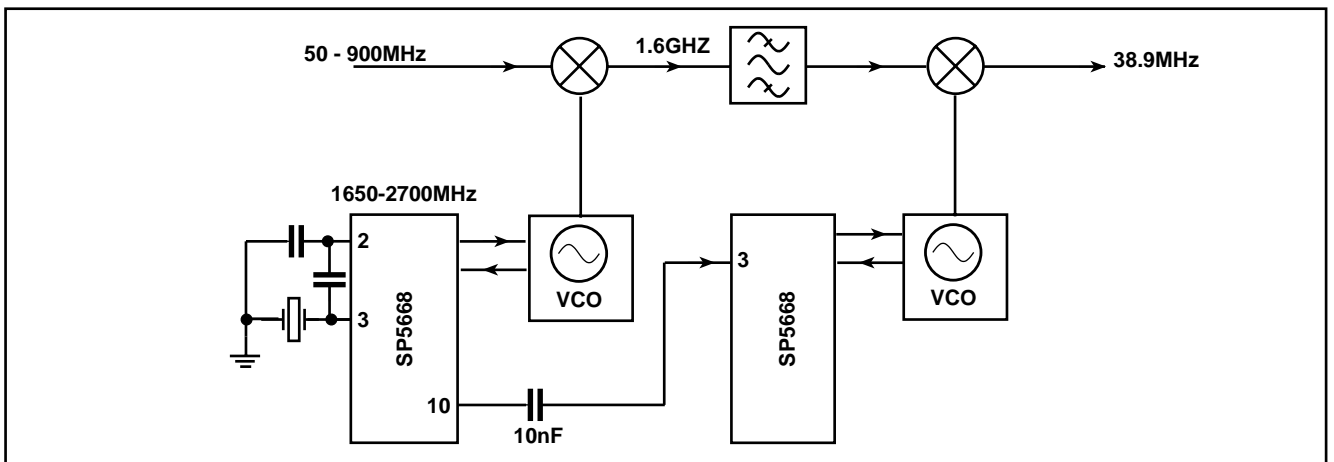 50 - 900MHz
1.6GHZ
38.9MHz
1650-2700MHz
2
3
SP5668
10
VCO
10nF
3
SP5668
VCO